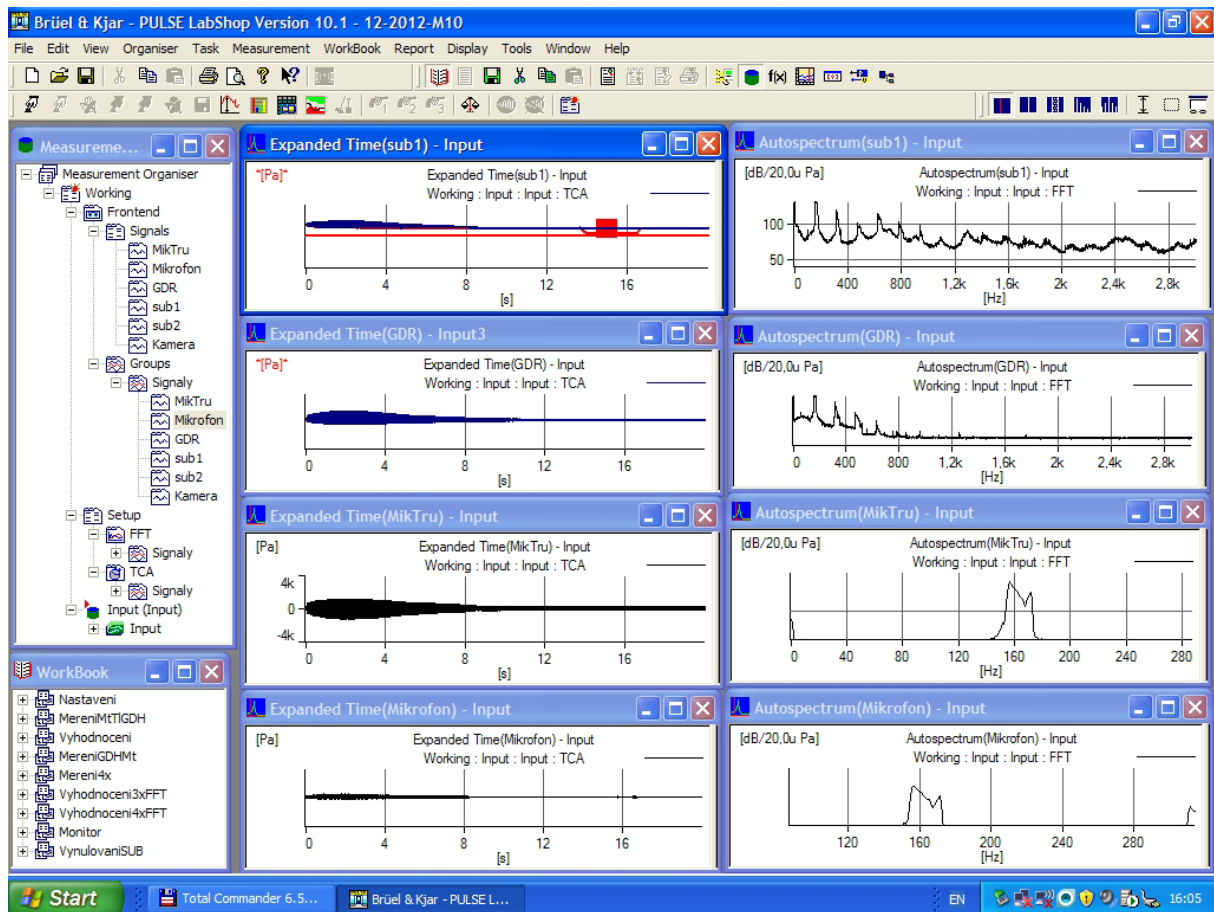 Brüel & Kjar - PULSE LabShop Version 10.1 - 12-2012-M10
File Edit View Organiser Task Measurement WorkBook Report Display Tools Window Help
Measureme...
Measurement Organiser
Working
Frontend
Signals
MikTru
Mikrofon
GDR
sub1
sub2
Kamera
Groups
Signaly
MikTru
Mikrofon
GDR
sub1
sub2
Kamera
Setup
FFT
Signaly
TCA
Signaly
Input (Input)
Input
WorkBook
Nastaveni
MereniMtTlGDH
Vyhodnoceni
MereniGDHMt
Mereni4x
Vyhodnoceni3xFFT
Vyhodnoceni4xFFT
Monitor
VynulovaniSUB
Expanded Time(sub1) - Input
*[Pa]*
Expanded Time(sub1) - Input
Working : Input : Input : TCA
0 4 8 12 16
[s]
Autospectrum(sub1) - Input
[dB/20,0u Pa]
Autospectrum(sub1) - Input
Working : Input : Input : FFT
100
50
0 400 800 1,2k 1,6k 2k 2,4k 2,8k
[Hz]
Expanded Time(GDR) - Input3
*[Pa]*
Expanded Time(GDR) - Input
Working : Input : Input : TCA
0 4 8 12 16
[s]
Autospectrum(GDR) - Input
[dB/20,0u Pa]
Autospectrum(GDR) - Input
Working : Input : Input : FFT
0 400 800 1,2k 1,6k 2k 2,4k 2,8k
[Hz]
Expanded Time(MikTru) - Input
[Pa]
Expanded Time(MikTru) - Input
Working : Input : Input : TCA
4k
0
-4k
0 4 8 12 16
[s]
Autospectrum(MikTru) - Input
[dB/20,0u Pa]
Autospectrum(MikTru) - Input
Working : Input : Input : FFT
0 40 80 120 160 200 240 280
[Hz]
Expanded Time(Mikrofon) - Input
[Pa]
Expanded Time(Mikrofon) - Input
Working : Input : Input : TCA
0 4 8 12 16
[s]
Autospectrum(Mikrofon) - Input
[dB/20,0u Pa]
Autospectrum(Mikrofon) - Input
Working : Input : Input : FFT
120 160 200 240 280
[Hz]
Start Total Commander 6.5... Brüel & Kjar - PULSE L... EN 16:05